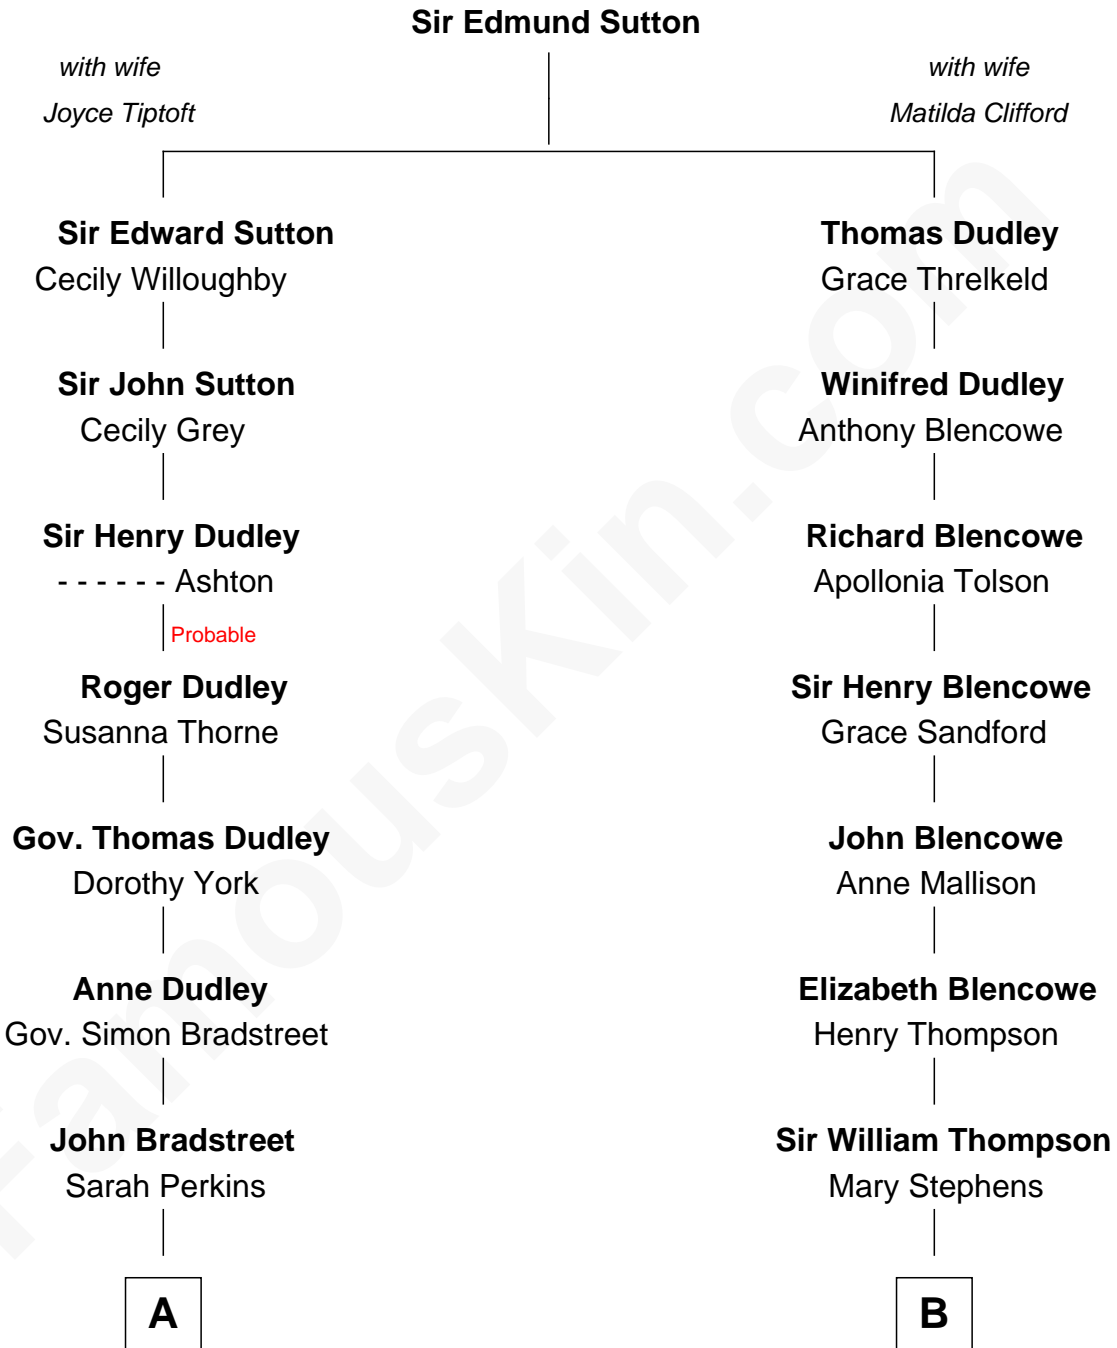 Sir Edmund Sutton
with wife
Joyce Tiptoft
with wife
Matilda Clifford
Sir Edward Sutton
Cecily Willoughby
Sir John Sutton
Cecily Grey
Sir Henry Dudley
- - - - - - Ashton
Probable
Roger Dudley
Susanna Thorne
Gov. Thomas Dudley
Dorothy York
Anne Dudley
Gov. Simon Bradstreet
John Bradstreet
Sarah Perkins
A
Thomas Dudley
Grace Threlkeld
Winifred Dudley
Anthony Blencowe
Richard Blencowe
Apollonia Tolson
Sir Henry Blencowe
Grace Sandford
John Blencowe
Anne Mallison
Elizabeth Blencowe
Henry Thompson
Sir William Thompson
Mary Stephens
B
FamousKin.com